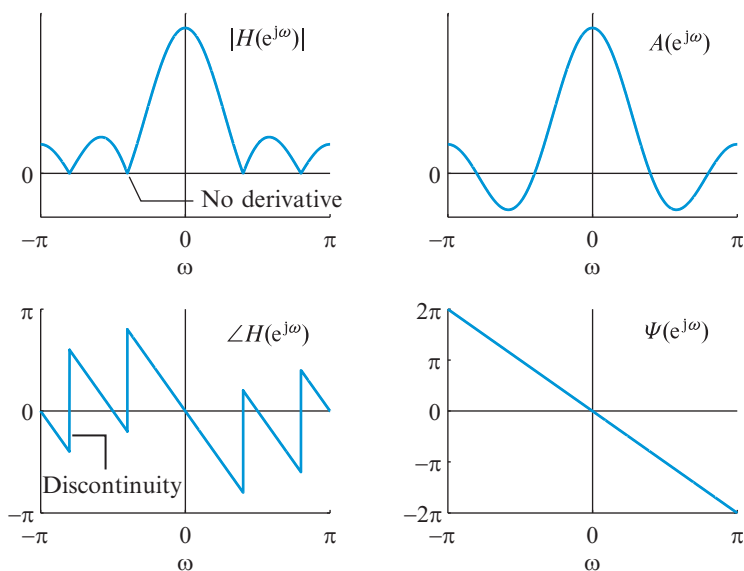 |H(e^jω)|
0
No derivative
−π
0
π
ω
A(e^jω)
0
−π
0
π
ω
π
∠H(e^jω)
0
Discontinuity
−π
−π
0
π
ω
2π
Ψ(e^jω)
π
0
−π
−2π
−π
0
π
ω